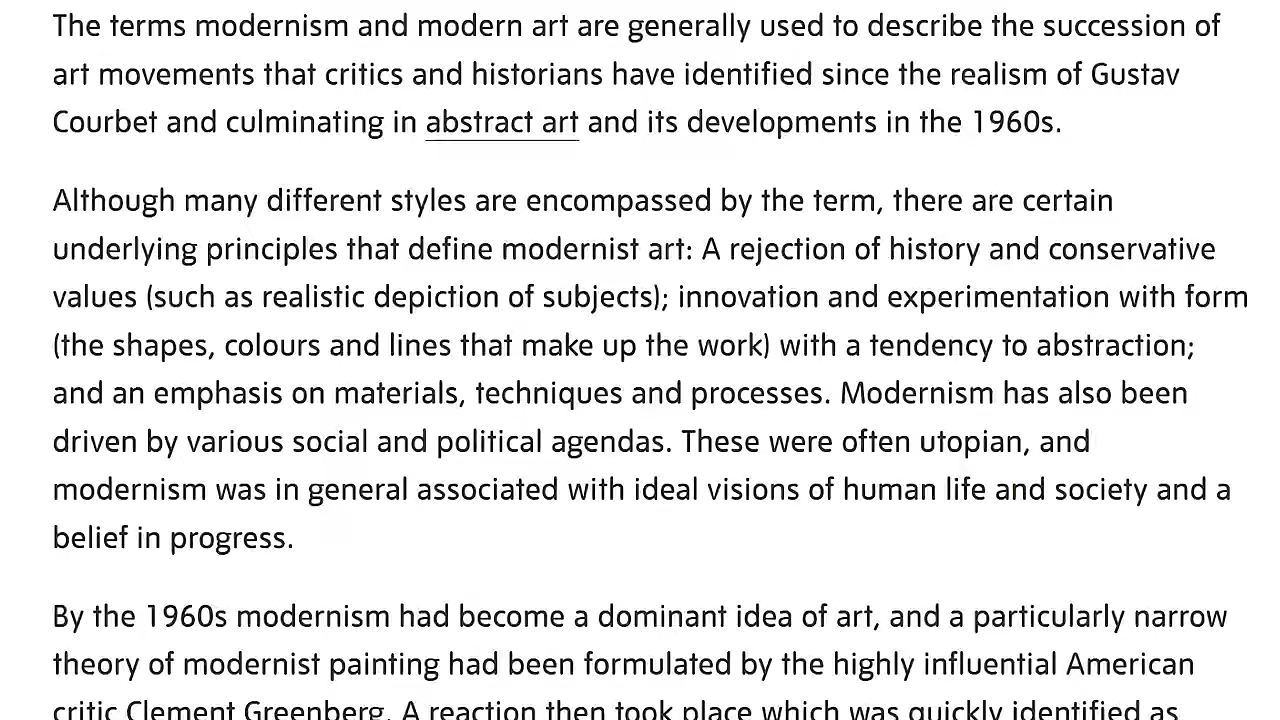 The terms modernism and modern art are generally used to describe the succession of
art movements that critics and historians have identified since the realism of Gustav
Courbet and culminating in abstract art and its developments in the 1960s.
Although many different styles are encompassed by the term, there are certain
underlying principles that define modernist art: A rejection of history and conservative
values (such as realistic depiction of subjects); innovation and experimentation with form
(the shapes, colours and lines that make up the work) with a tendency to abstraction;
and an emphasis on materials, techniques and processes. Modernism has also been
driven by various social and political agendas. These were often utopian, and
modernism was in general associated with ideal visions of human life and society and a
belief in progress.
By the 1960s modernism had become a dominant idea of art, and a particularly narrow
theory of modernist painting had been formulated by the highly influential American
critic Clement Greenberg. A reaction then took place which was quickly identified as